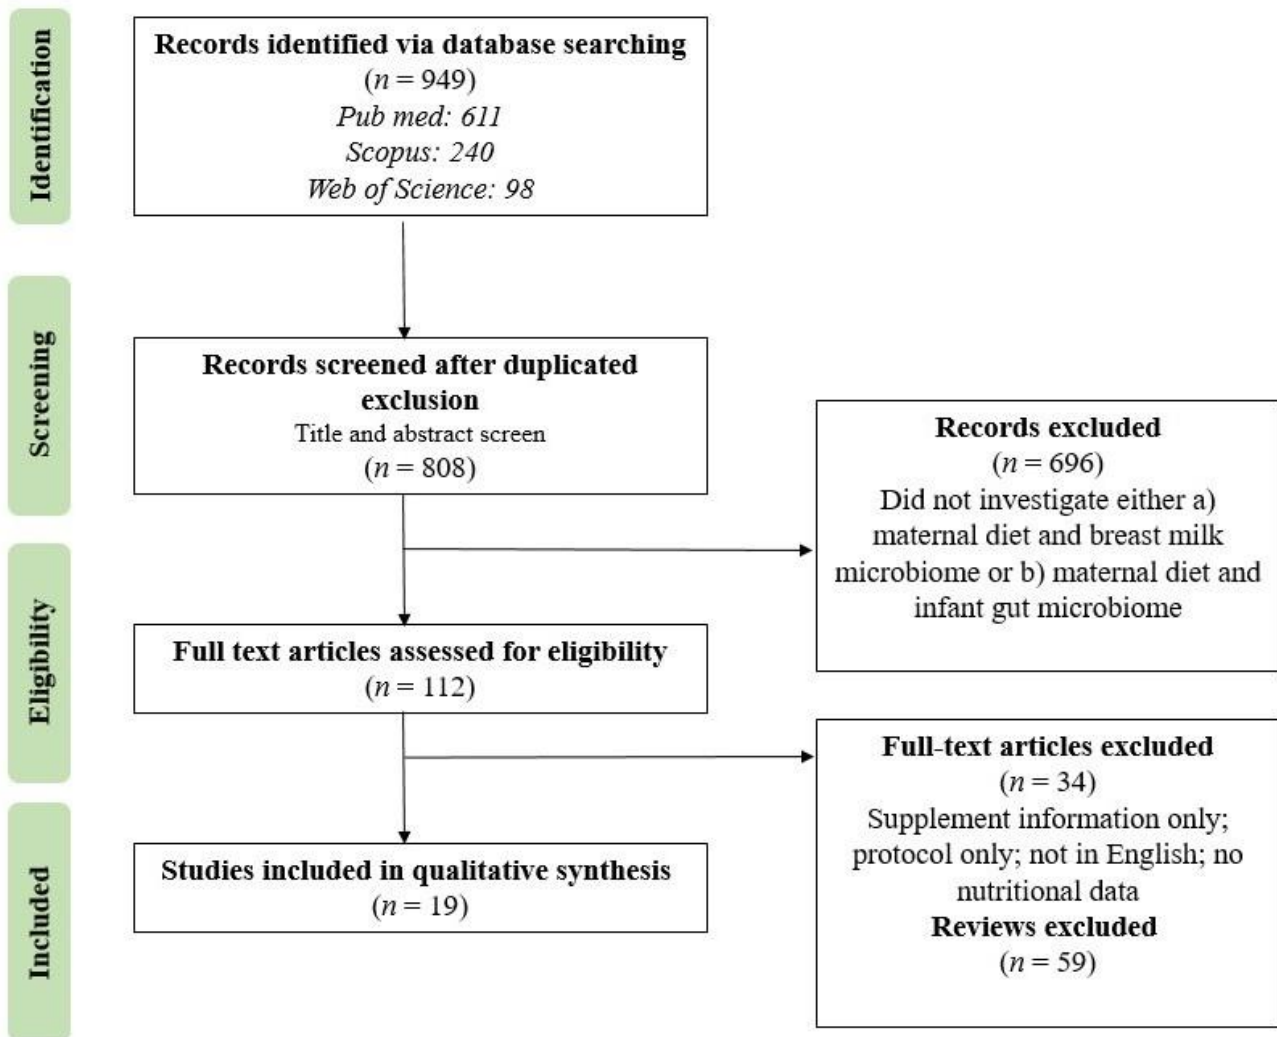 Identification
Records identified via database searching
(n = 949)
Pub med: 611
Scopus: 240
Web of Science: 98
Screening
Records screened after duplicated
exclusion
Title and abstract screen
(n = 808)
Records excluded
(n = 696)
Did not investigate either a)
maternal diet and breast milk
microbiome or b) maternal diet and
infant gut microbiome
Eligibility
Full text articles assessed for eligibility
(n = 112)
Full-text articles excluded
(n = 34)
Supplement information only;
protocol only; not in English; no
nutritional data
Reviews excluded
(n = 59)
Included
Studies included in qualitative synthesis
(n = 19)